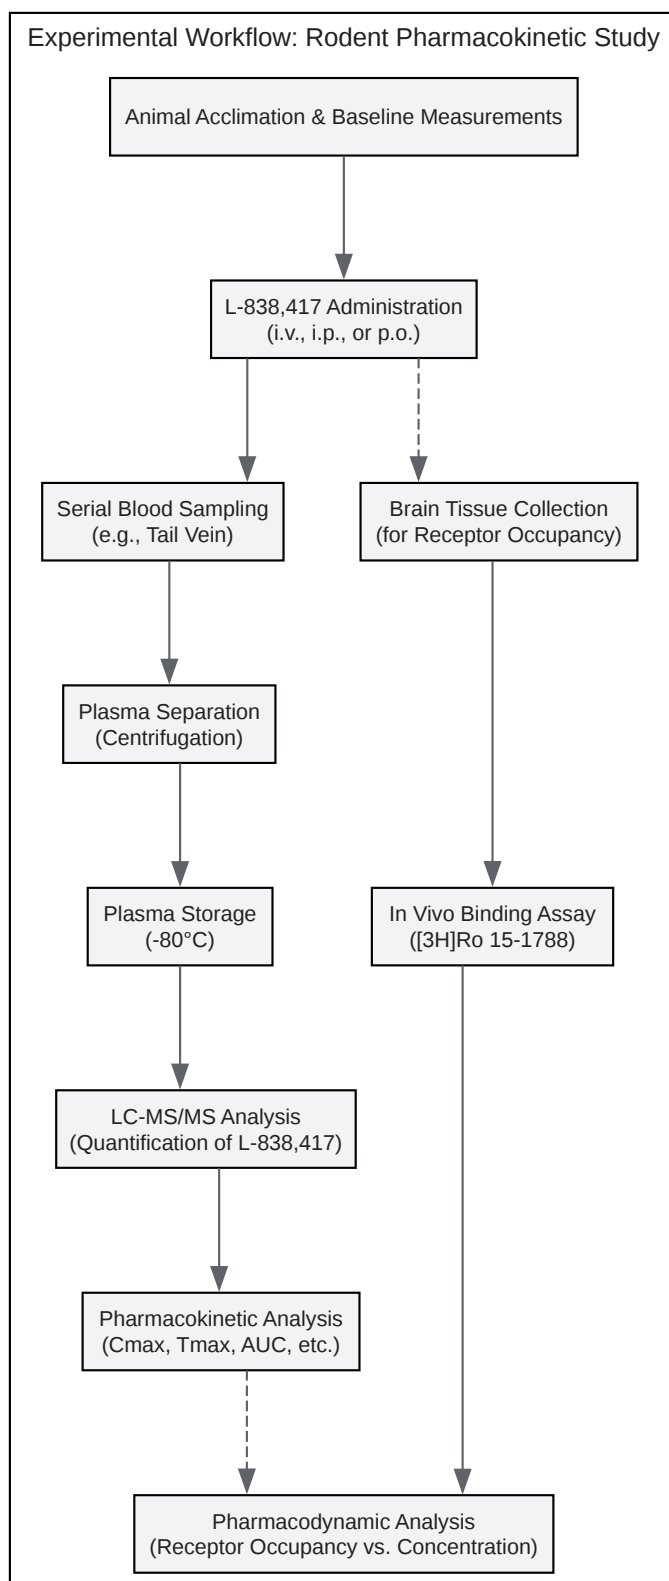 Experimental Workflow: Rodent Pharmacokinetic Study
Animal Acclimation & Baseline Measurements
L-838,417 Administration
(i.v., i.p., or p.o.)
Serial Blood Sampling
(e.g., Tail Vein)
Brain Tissue Collection
(for Receptor Occupancy)
Plasma Separation
(Centrifugation)
Plasma Storage
(-80°C)
In Vivo Binding Assay
([3H]Ro 15-1788)
LC-MS/MS Analysis
(Quantification of L-838,417)
Pharmacokinetic Analysis
(Cmax, Tmax, AUC, etc.)
Pharmacodynamic Analysis
(Receptor Occupancy vs. Concentration)